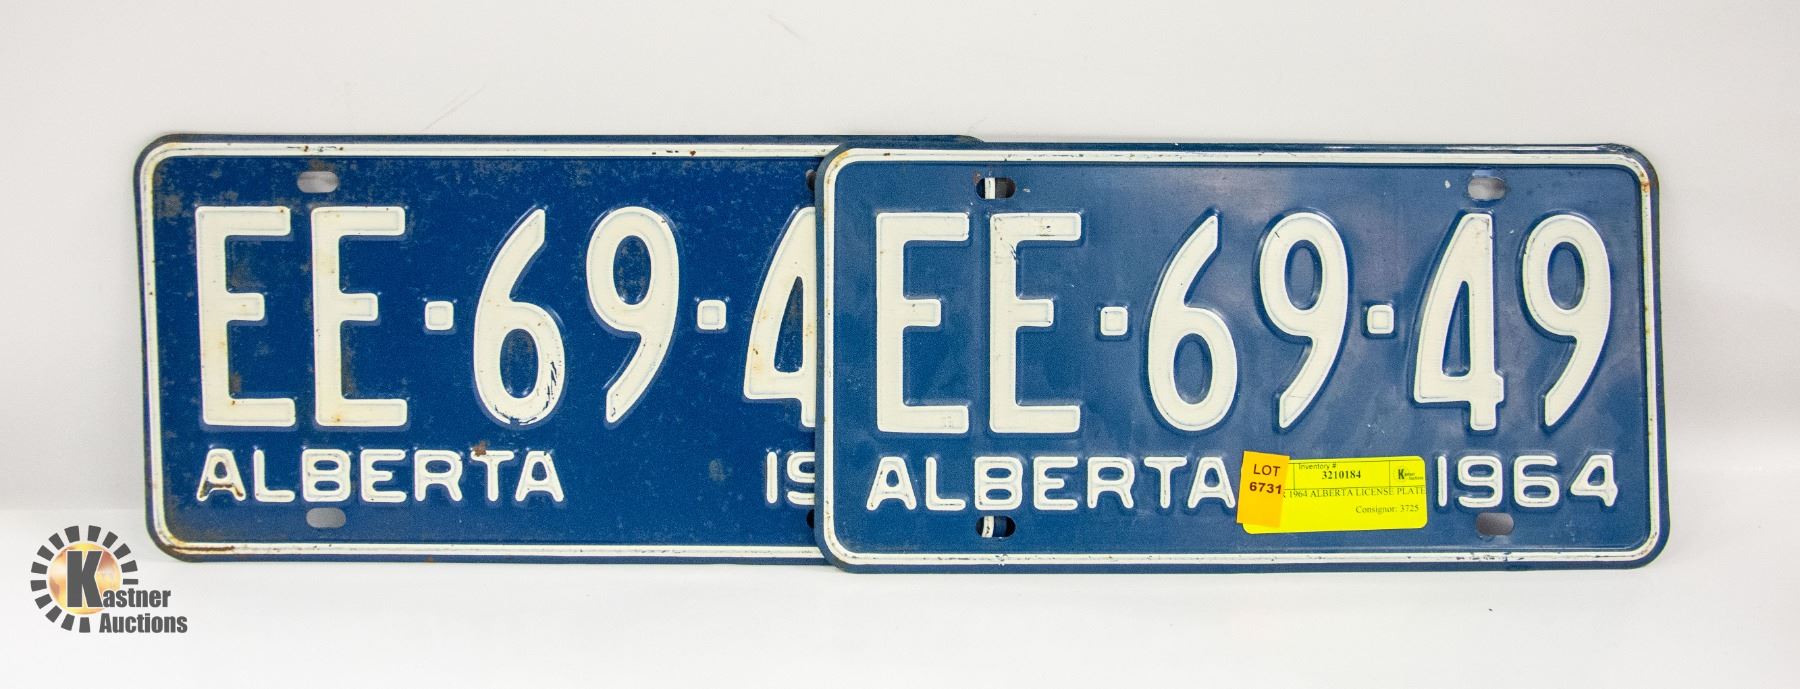 EE·69·4
ALBERTA 19
EE·69·49
ALBERTA 1964
LOT
6731
Inventory #:
3210184
1964 ALBERTA LICENSE PLATE
Consignor: 3725
Kastner
Auctions